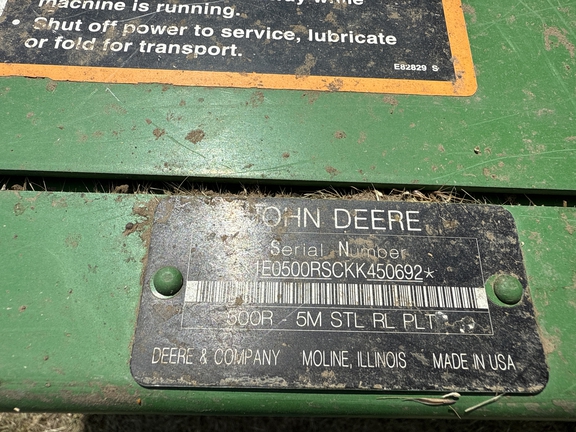 machine is running.
• Shut off power to service, lubricate
or fold for transport.
E82829 S
JOHN DEERE
Serial Number
1E0500RSCKK450692*
500R - 5M STL RL PLT
DEERE & COMPANY MOLINE, ILLINOIS MADE IN USA